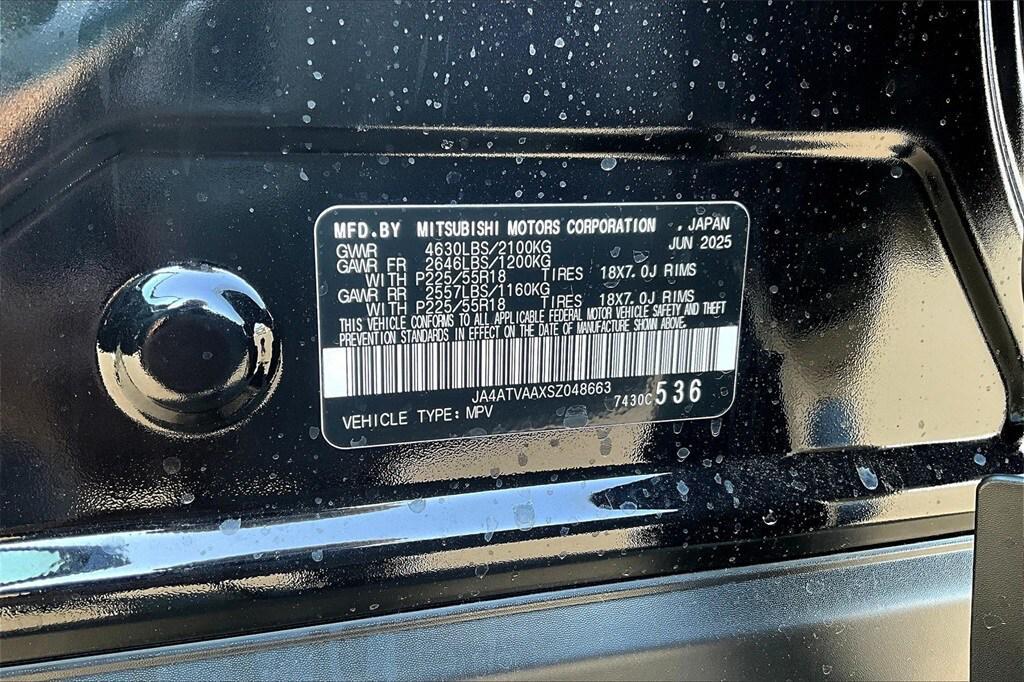 MFD.BY MITSUBISHI MOTORS CORPORATION , JAPAN
GVWR 4630LBS/2100KG JUN 2025
GAWR FR 2646LBS/1200KG
WITH P225/55R18 TIRES 18X7.0J RIMS
GAWR RR 2557LBS/1160KG
WITH P225/55R18 TIRES 18X7.0J RIMS
THIS VEHICLE CONFORMS TO ALL APPLICABLE FEDERAL MOTOR VEHICLE SAFETY AND THEFT
PREVENTION STANDARDS IN EFFECT ON THE DATE OF MANUFACTURE SHOWN ABOVE.
JA4ATVAAXSZ048663
VEHICLE TYPE: MPV 7430C 536